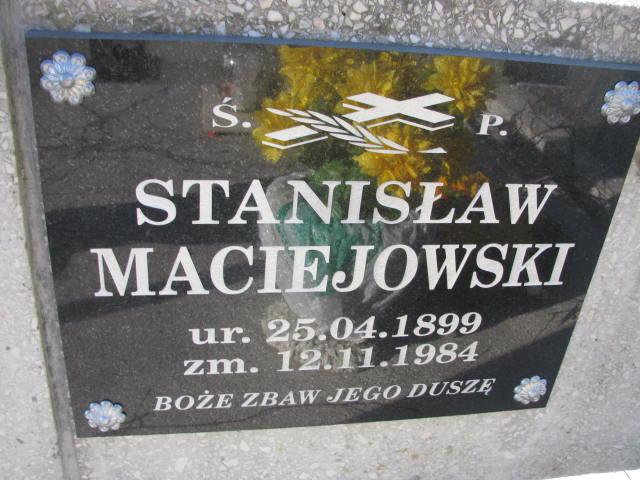 Ś. P.
STANISŁAW
MACIEJOWSKI
ur. 25.04.1899
zm. 12.11.1984
BOŻE ZBAW JEGO DUSZĘ